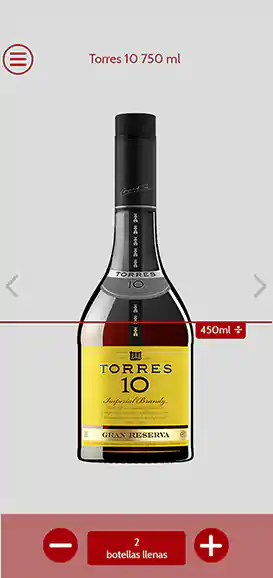 Torres 10 750 ml
TORRES
10
450ml
TORRES
10
Imperial Brandy
GRAN RESERVA
2
botellas llenas